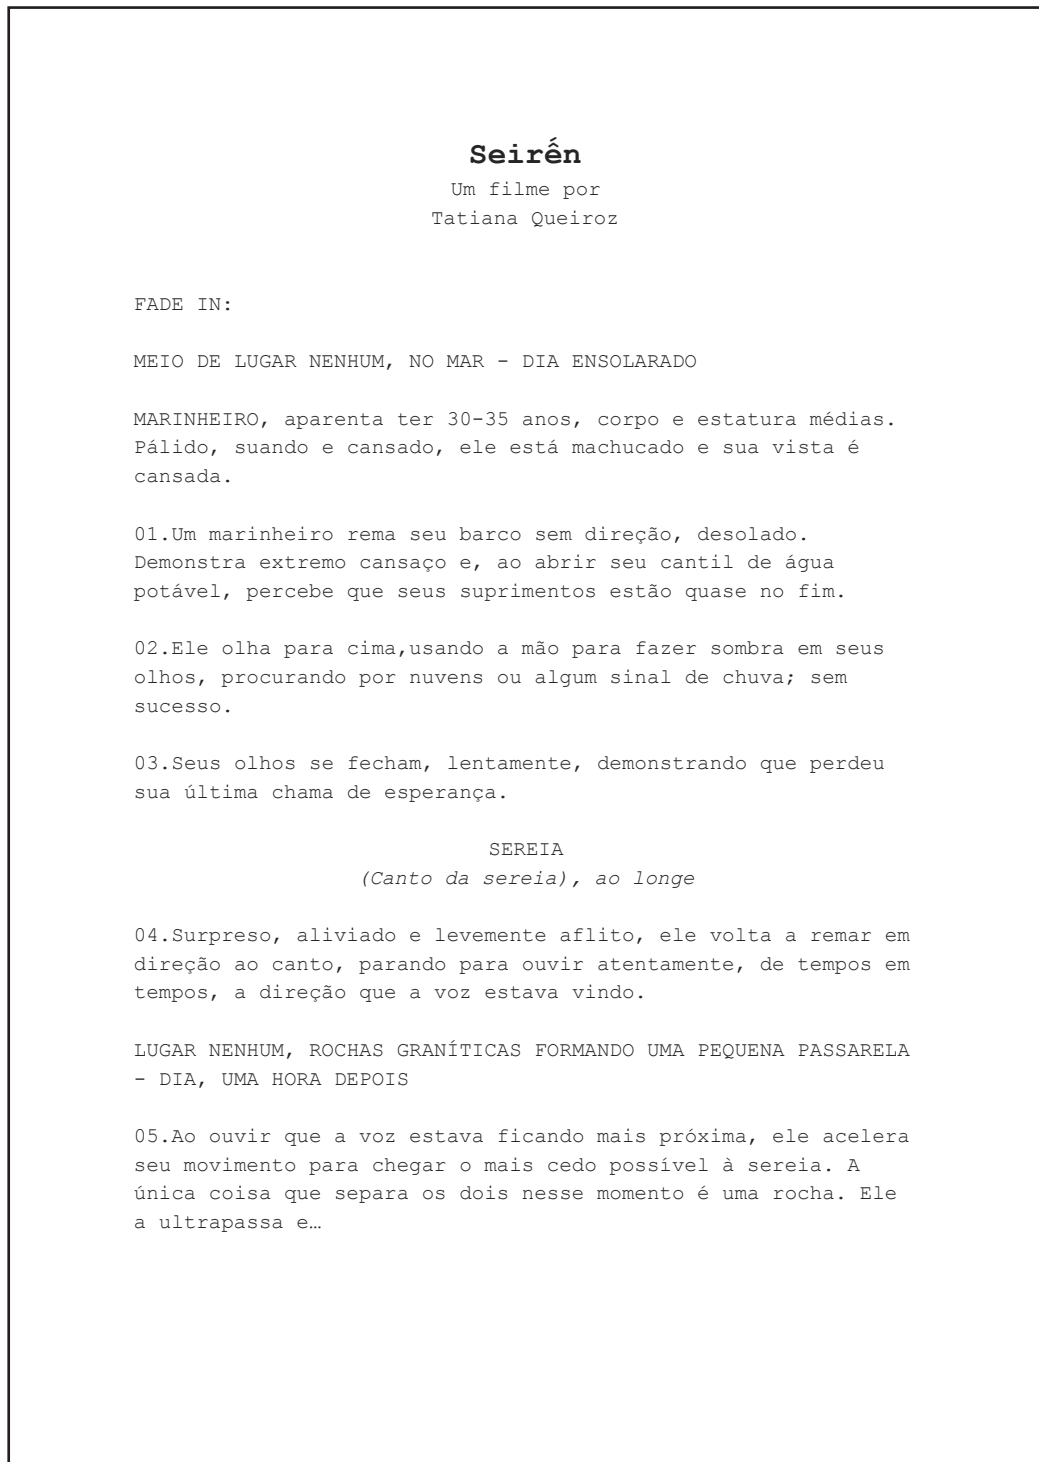 Seirến
Um filme por
Tatiana Queiroz
FADE IN:
MEIO DE LUGAR NENHUM, NO MAR - DIA ENSOLARADO
MARINHEIRO, aparenta ter 30-35 anos, corpo e estatura médias.
Pálido, suando e cansado, ele está machucado e sua vista é
cansada.
01.Um marinheiro rema seu barco sem direção, desolado.
Demonstra extremo cansaço e, ao abrir seu cantil de água
potável, percebe que seus suprimentos estão quase no fim.
02.Ele olha para cima,usando a mão para fazer sombra em seus
olhos, procurando por nuvens ou algum sinal de chuva; sem
sucesso.
03.Seus olhos se fecham, lentamente, demonstrando que perdeu
sua última chama de esperança.
SEREIA
(Canto da sereia), ao longe
04.Surpreso, aliviado e levemente aflito, ele volta a remar em
direção ao canto, parando para ouvir atentamente, de tempos em
tempos, a direção que a voz estava vindo.
LUGAR NENHUM, ROCHAS GRANÍTICAS FORMANDO UMA PEQUENA PASSARELA
- DIA, UMA HORA DEPOIS
05.Ao ouvir que a voz estava ficando mais próxima, ele acelera
seu movimento para chegar o mais cedo possível à sereia. A
única coisa que separa os dois nesse momento é uma rocha. Ele
a ultrapassa e…